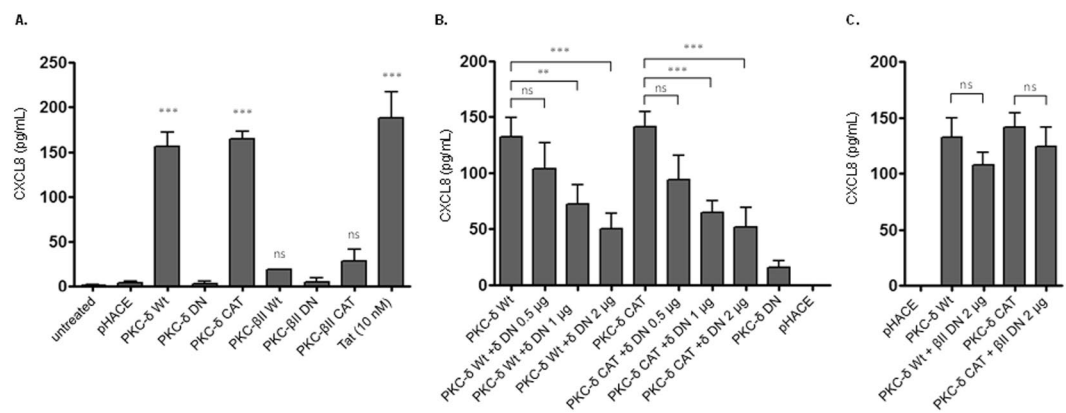 A.
CXCL8 (pg/mL)
250
200
150
100
50
0
***
***
ns
ns
***
untreated
pHACE
PKC-δ Wt
PKC-δ DN
PKC-δ CAT
PKC-βII Wt
PKC-βII DN
PKC-βII CAT
Tat (10 nM)
B.
CXCL8 (pg/mL)
200
150
100
50
0
***
**
ns
***
***
ns
PKC-δ Wt
PKC-δ Wt +δ DN 0.5 µg
PKC-δ Wt +δ DN 1 µg
PKC-δ Wt +δ DN 2 µg
PKC-δ CAT
PKC-δ CAT +δ DN 0.5 µg
PKC-δ CAT +δ DN 1 µg
PKC-δ CAT +δ DN 2 µg
PKC-δ DN
pHACE
C.
CXCL8 (pg/mL)
200
150
100
50
0
ns
ns
pHACE
PKC-δ Wt
PKC-δ Wt + βII DN 2 µg
PKC-δ CAT
PKC-δ CAT + βII DN 2 µg